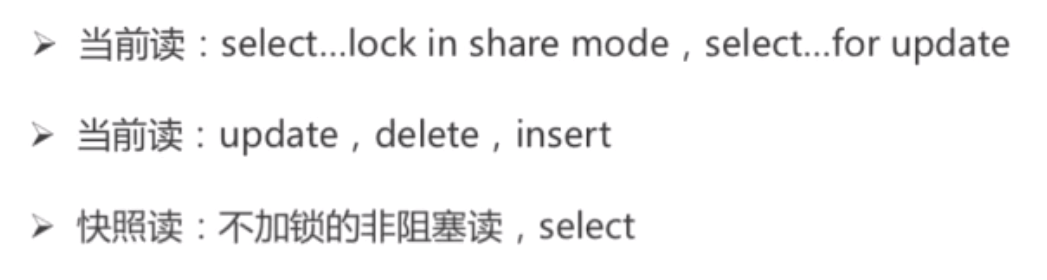 ➢ 当前读：select...lock in share mode，select...for update
➢ 当前读：update，delete，insert
➢ 快照读：不加锁的非阻塞读，select